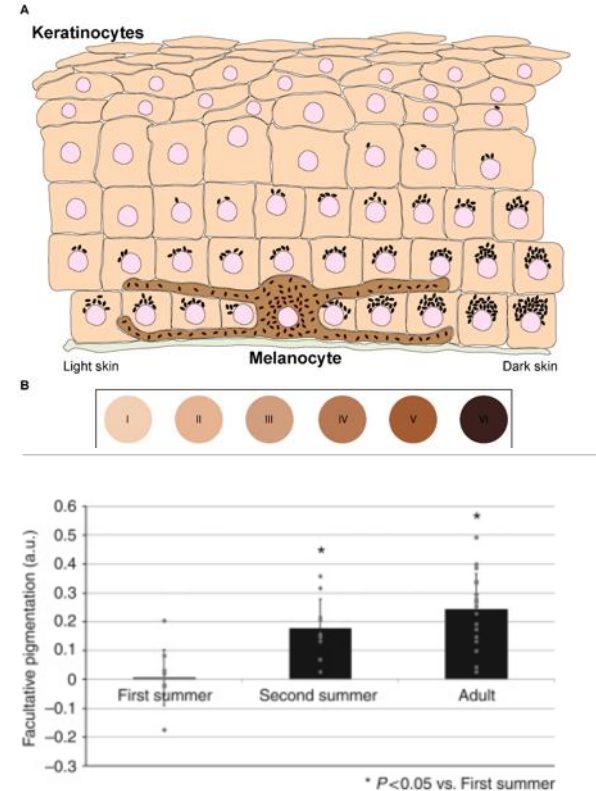 A
Keratinocytes
Melanocyte
Light skin
Dark skin
B
I II III IV V VI
Facultative pigmentation (a.u.)
0.6
0.5
0.4
0.3
0.2
0.1
0
–0.1
–0.2
–0.3
*
*
First summer Second summer Adult
* P<0.05 vs. First summer